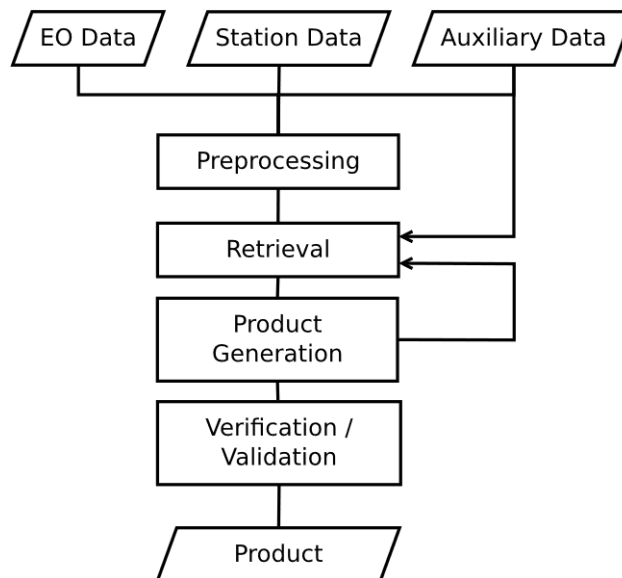 EO Data
Station Data
Auxiliary Data
Preprocessing
Retrieval
Product
Generation
Verification /
Validation
Product